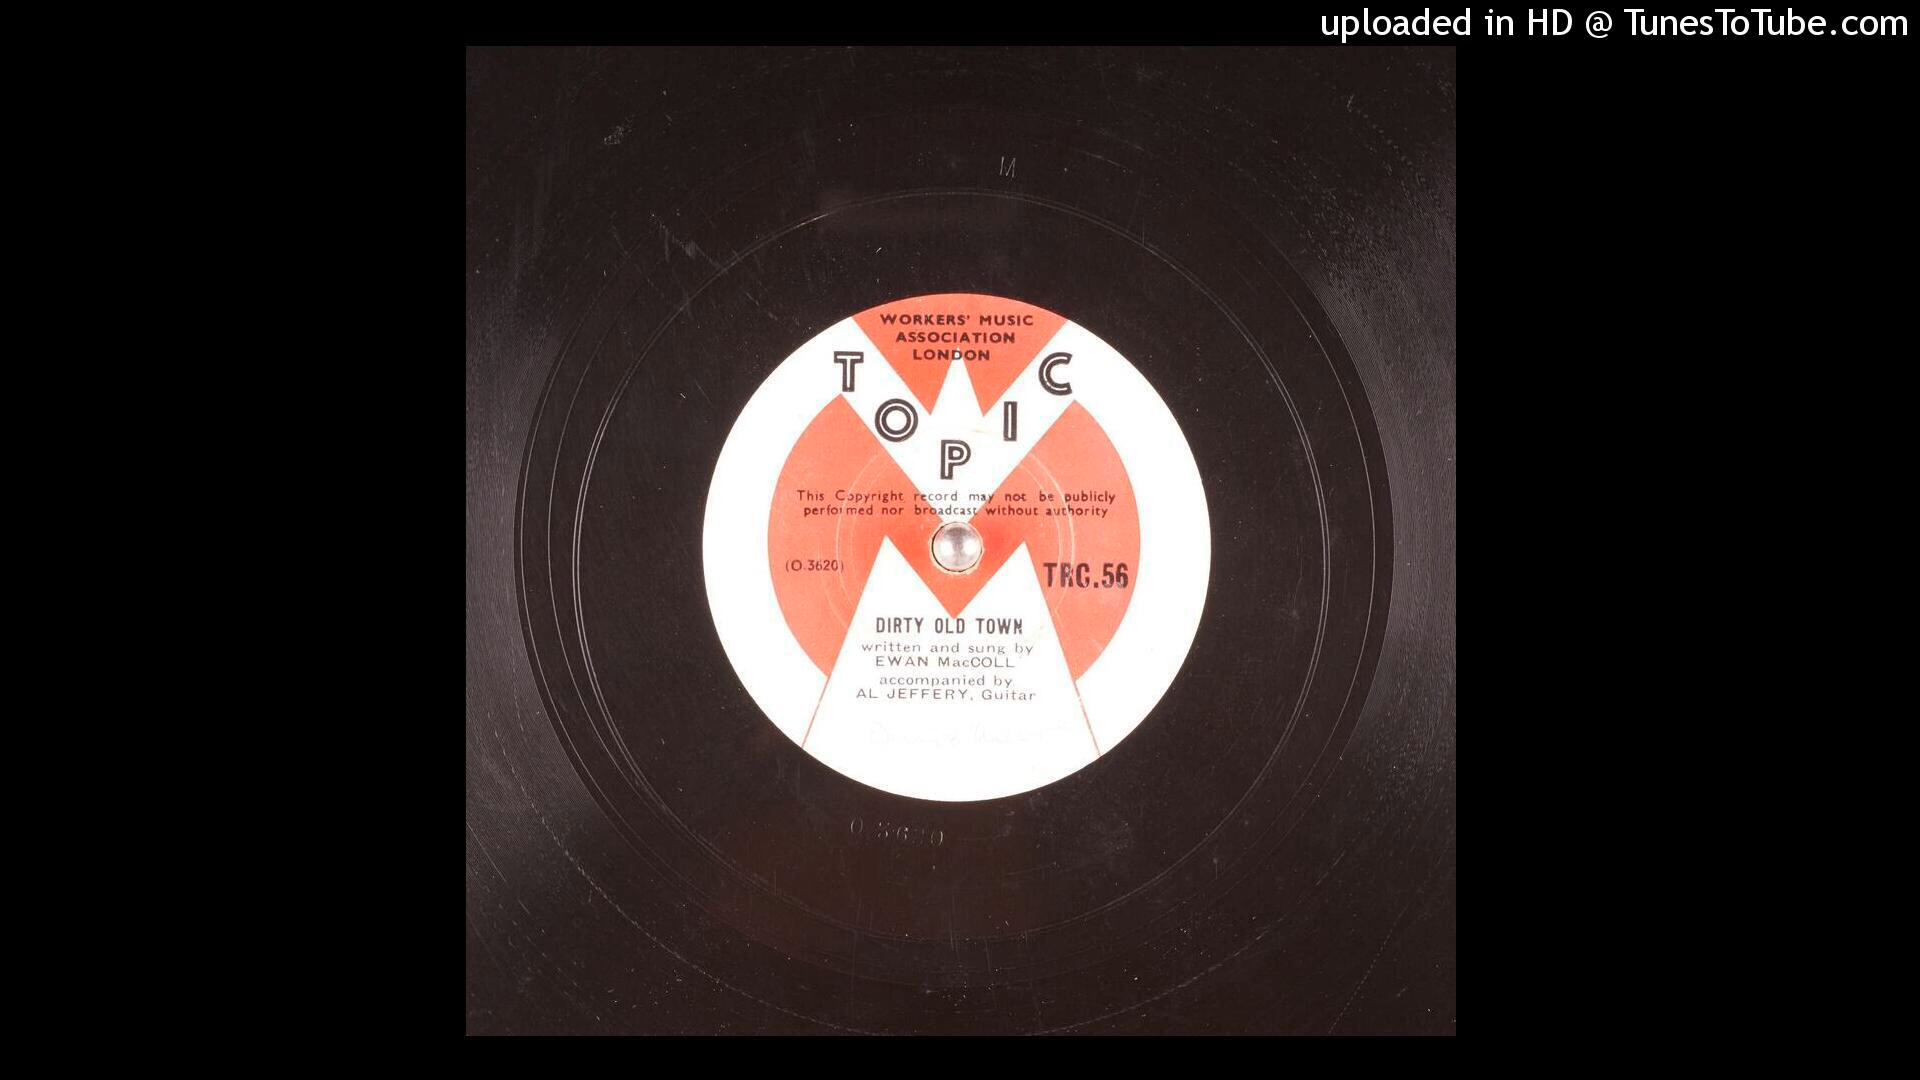 uploaded in HD @ TunesToTube.com
M
WORKERS' MUSIC
ASSOCIATION
LONDON
TOPIC
This Copyright record may not be publicly
performed nor broadcast without authority
(O.3620)
TRC.56
DIRTY OLD TOWN
written and sung by
EWAN MacCOLL
accompanied by
AL JEFFERY, Guitar
O 3620